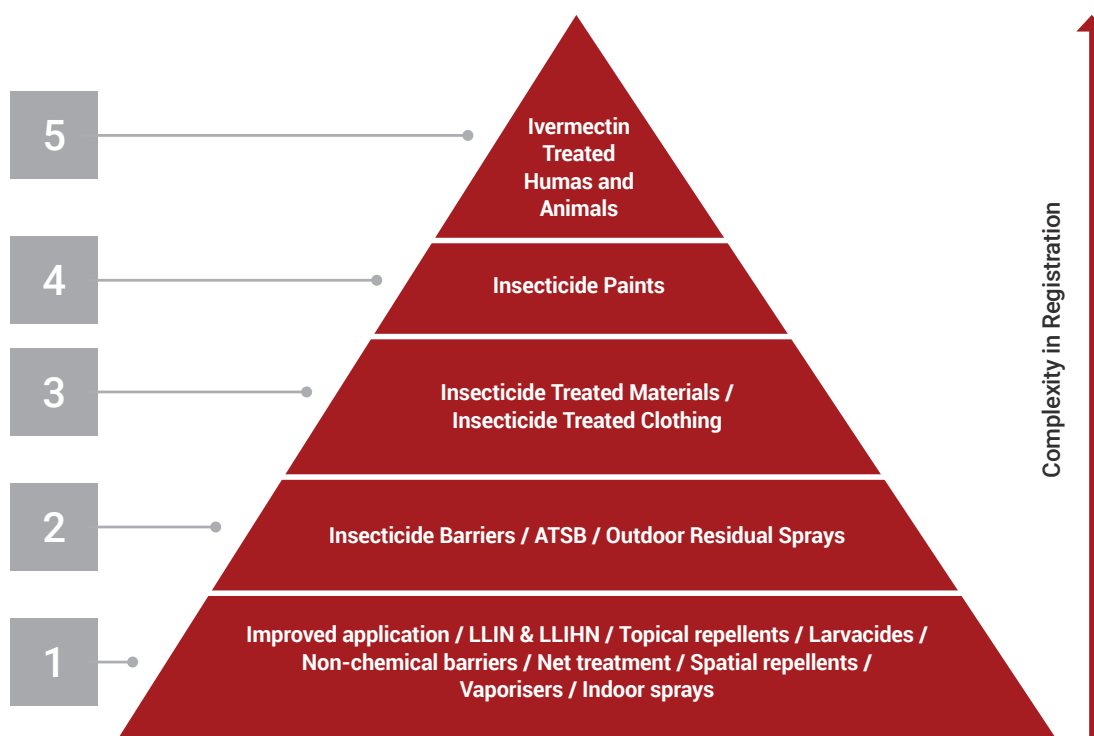 5
Ivermectin
Treated
Humas and
Animals
4
Insecticide Paints
3
Insecticide Treated Materials /
Insecticide Treated Clothing
2
Insecticide Barriers / ATSB / Outdoor Residual Sprays
1
Improved application / LLIN & LLIHN / Topical repellents / Larvacides /
Non-chemical barriers / Net treatment / Spatial repellents /
Vaporisers / Indoor sprays
Complexity in Registration